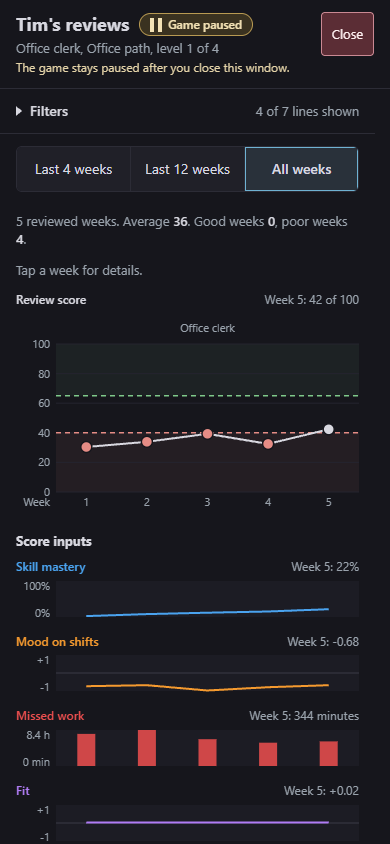 Tim's reviews
Game paused
Close
Office clerk, Office path, level 1 of 4
The game stays paused after you close this window.
Filters
4 of 7 lines shown
Last 4 weeks
Last 12 weeks
All weeks
5 reviewed weeks. Average 36. Good weeks 0, poor weeks
4.
Tap a week for details.
Review score
Week 5: 42 of 100
Office clerk
100
80
60
40
20
0
Week 1 2 3 4 5
Score inputs
Skill mastery
Week 5: 22%
100%
0%
Mood on shifts
Week 5: -0.68
+1
-1
Missed work
Week 5: 344 minutes
8.4 h
0 min
Fit
Week 5: +0.02
+1
-1